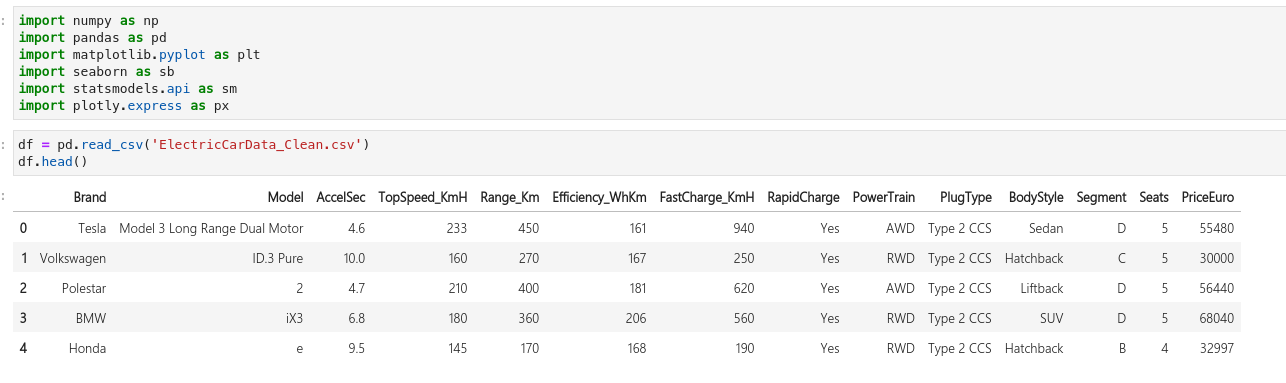 import numpy as np
import pandas as pd
import matplotlib.pyplot as plt
import seaborn as sb
import statsmodels.api as sm
import plotly.express as px
df = pd.read_csv('ElectricCarData_Clean.csv')
df.head()
Brand Model AccelSec TopSpeed_KmH Range_Km Efficiency_WhKm FastCharge_KmH RapidCharge PowerTrain PlugType BodyStyle Segment Seats PriceEuro
0 Tesla Model 3 Long Range Dual Motor 4.6 233 450 161 940 Yes AWD Type 2 CCS Sedan D 5 55480
1 Volkswagen ID.3 Pure 10.0 160 270 167 250 Yes RWD Type 2 CCS Hatchback C 5 30000
2 Polestar 2 4.7 210 400 181 620 Yes AWD Type 2 CCS Liftback D 5 56440
3 BMW iX3 6.8 180 360 206 560 Yes RWD Type 2 CCS SUV D 5 68040
4 Honda e 9.5 145 170 168 190 Yes RWD Type 2 CCS Hatchback B 4 32997